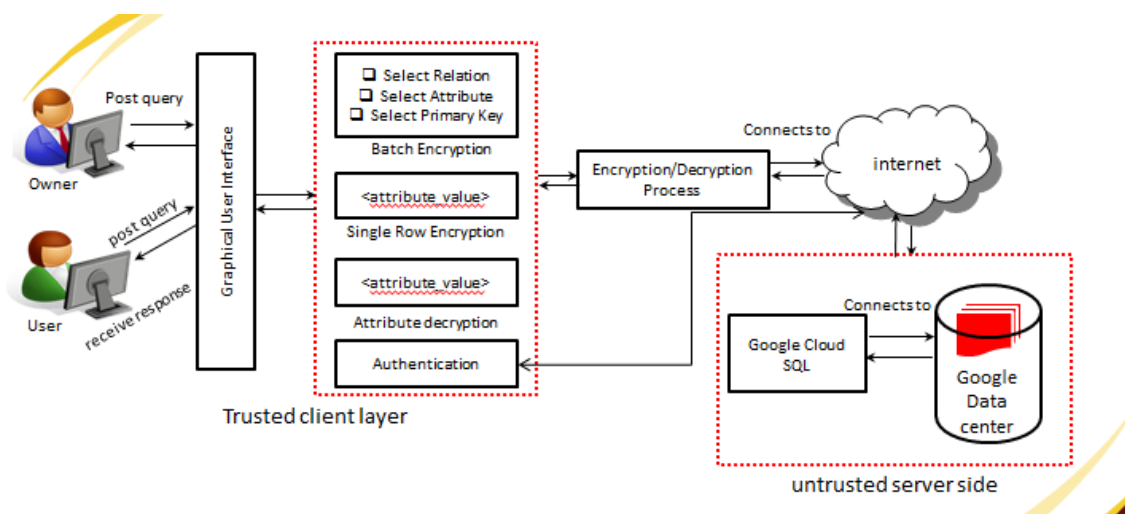 Post query
Owner
post query
User
receive response
Graphical User Interface
❑ Select Relation
❑ Select Attribute
❑ Select Primary Key
Batch Encryption
<attribute_value>
Single Row Encryption
<attribute_value>
Attribute decryption
Authentication
Trusted client layer
Encryption/Decryption
Process
Connects to
internet
Connects to
Google Cloud
SQL
Google
Data
center
untrusted server side